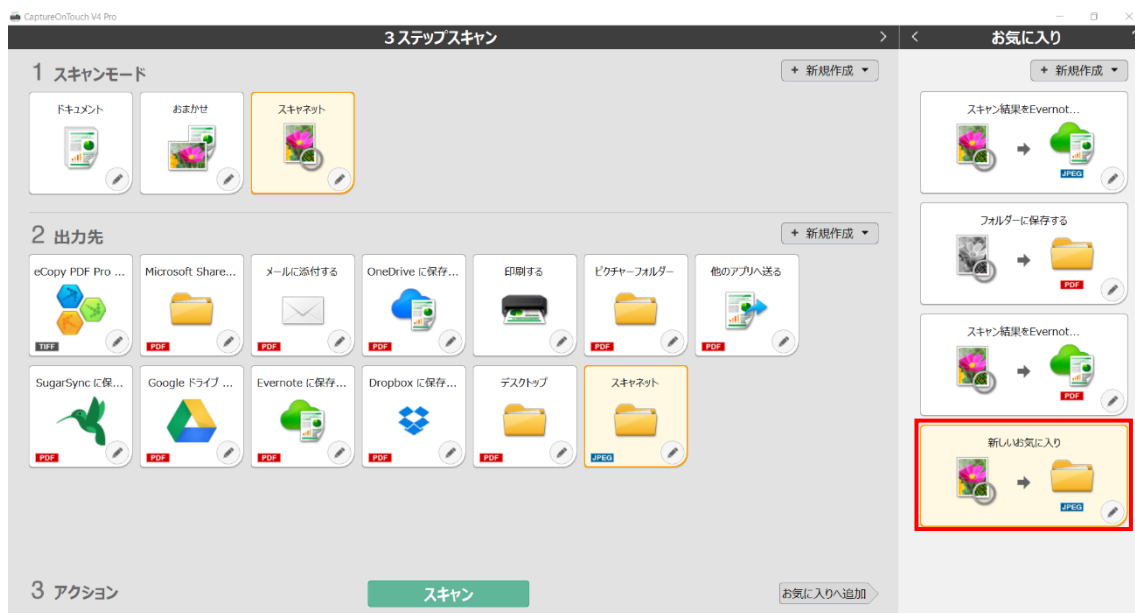 CaptureOnTouch V4 Pro
3ステップスキャン
お気に入り
1 スキャンモード
+ 新規作成
+ 新規作成
ドキュメント
おまかせ
スキャネット
スキャン結果をEvernot...
JPEG
2 出力先
+ 新規作成
フォルダーに保存する
PDF
eCopy PDF Pro ...
Microsoft Share...
メールに添付する
OneDrive に保存...
印刷する
ピクチャーフォルダー
他のアプリへ送る
TIFF
PDF
PDF
PDF
PDF
PDF
スキャン結果をEvernot...
PDF
SugarSync に保...
Google ドライブ ...
Evernote に保存...
Dropbox に保存...
デスクトップ
スキャネット
PDF
PDF
PDF
PDF
PDF
JPEG
新しいお気に入り
JPEG
3 アクション
スキャン
お気に入りへ追加